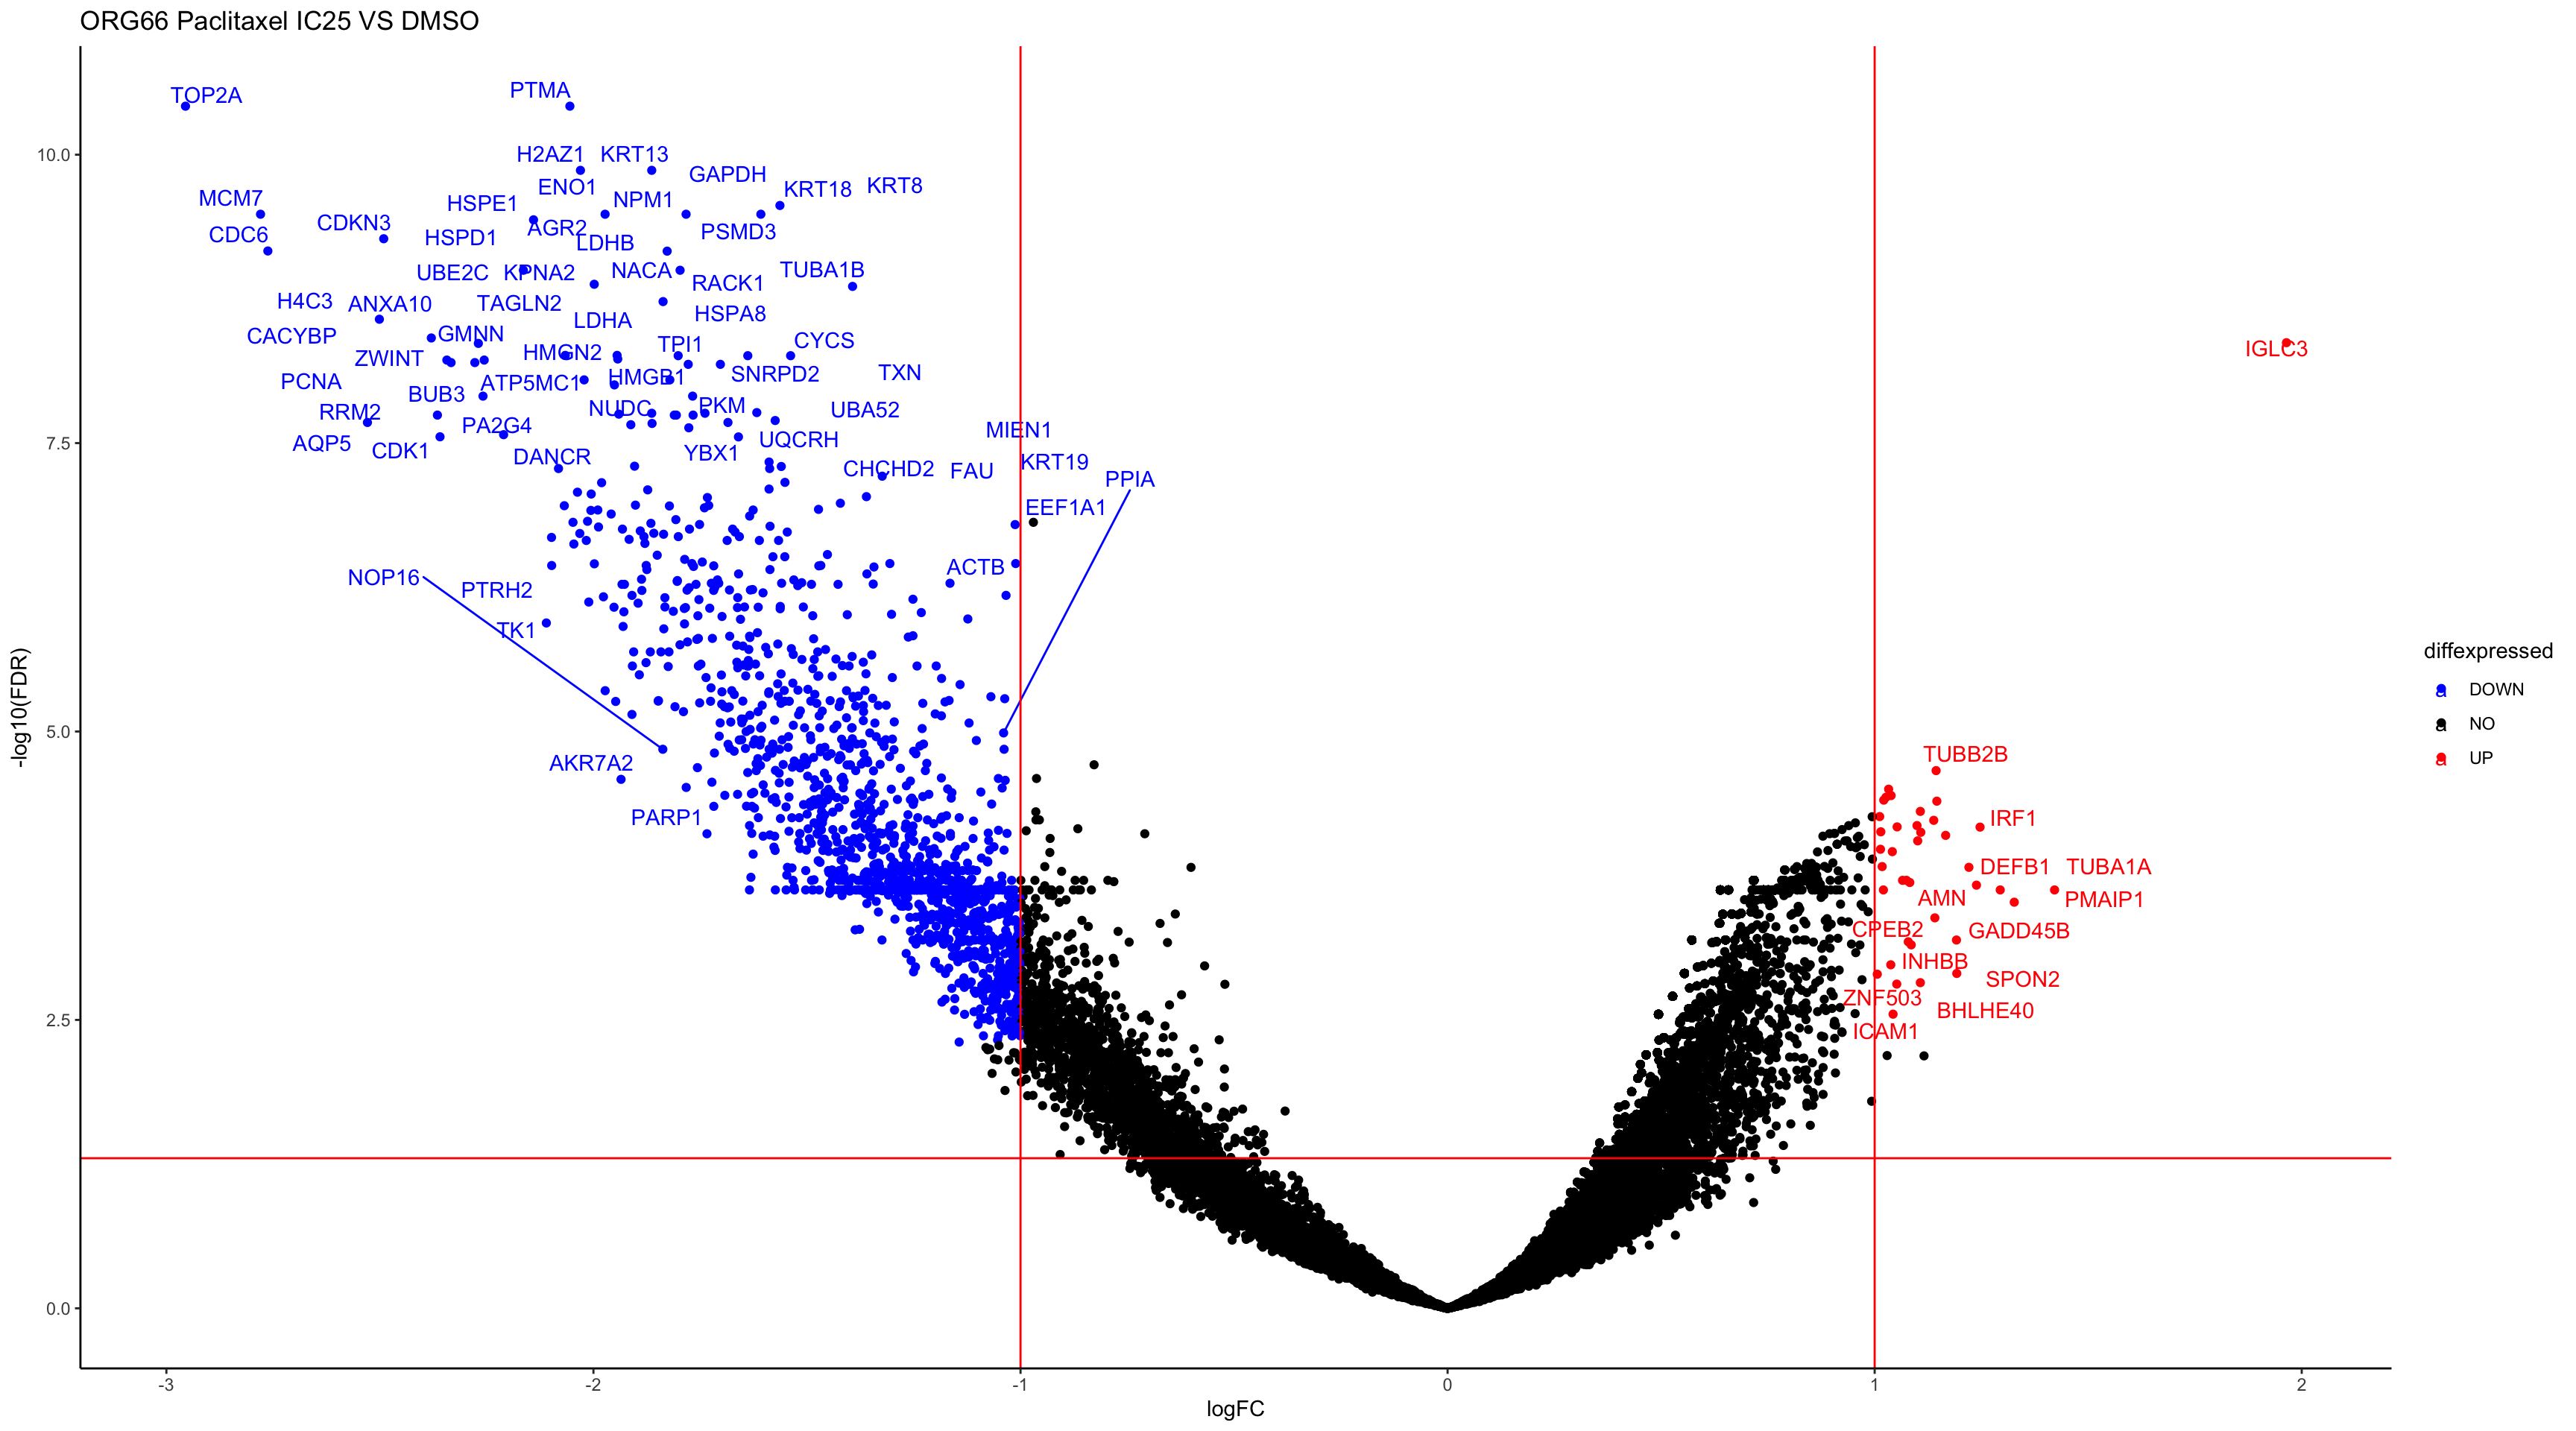 ORG66 Paclitaxel IC25 VS DMSO
TOP2A
PTMA
10.0
H2AZ1 KRT13
GAPDH
ENO1
KRT18 KRT8
MCM7
HSPE1
NPM1
CDKN3
AGR2
CDC6
HSPD1
LDHB
PSMD3
UBE2C KPNA2
NACA
TUBA1B
RACK1
H4C3
ANXA10
TAGLN2
HSPA8
LDHA
CACYBP
GMNN
CYCS
TPI1
IGLC3
ZWINT
HMGN2
PCNA
ATP5MC1
HMGB1
SNRPD2
TXN
BUB3
RRM2
NUDC
PKM
UBA52
PA2G4
MIEN1
7.5
AQP5
CDK1
UQCRH
YBX1
DANCR
CHCHD2
FAU
KRT19
PPIA
EEF1A1
ACTB
NOP16
PTRH2
TK1
-log10(FDR)
diffexpressed
a DOWN
a NO
a UP
5.0
TUBB2B
AKR7A2
PARP1
IRF1
DEFB1
TUBA1A
AMN
PMAIP1
CPEB2
GADD45B
INHBB
SPON2
ZNF503
BHLHE40
2.5
ICAM1
0.0
-3
-2
-1
0
1
2
logFC